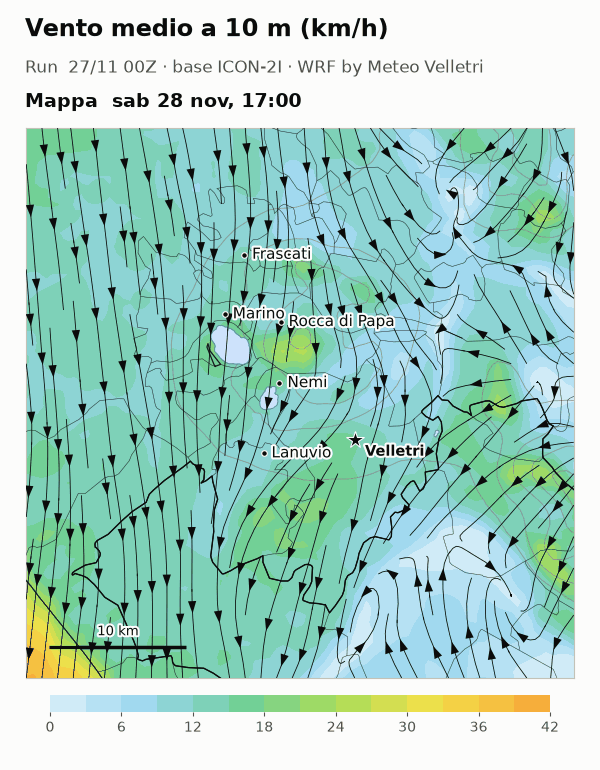 Vento medio a 10 m (km/h)
Run  27/11 00Z · base ICON-2I · WRF by Meteo Velletri
Mappa  sab 28 nov, 17:00
Frascati
Marino
Rocca di Papa
Nemi
Velletri
Lanuvio
10 km
0 6 12 18 24 30 36 42